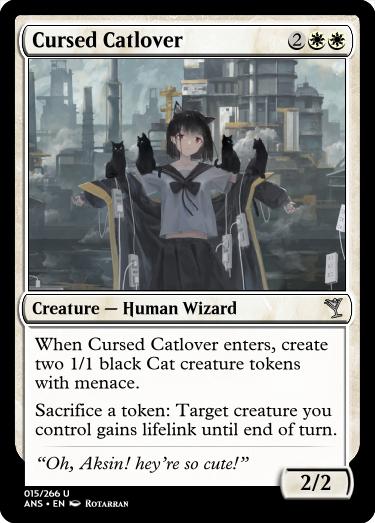 Cursed Catlover 2
Creature — Human Wizard
When Cursed Catlover enters, create
two 1/1 black Cat creature tokens
with menace.
Sacrifice a token: Target creature you
control gains lifelink until end of turn.
“Oh, Aksin! hey’re so cute!”
2/2
015/266 U
ANS • EN ROTARRAN